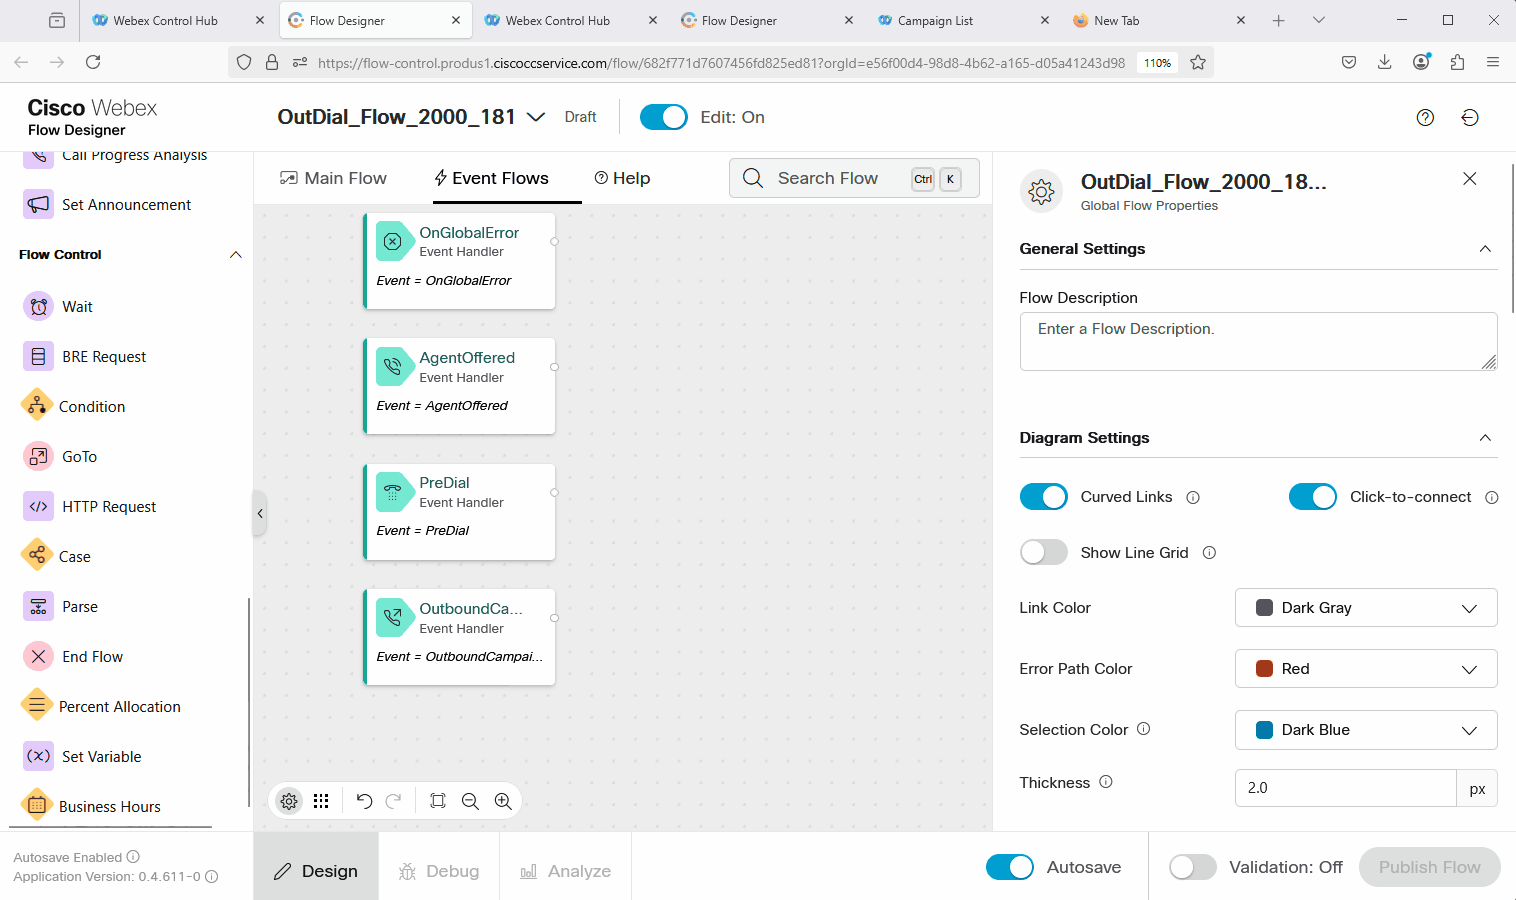 Webex Control Hub
Flow Designer
Webex Control Hub
Flow Designer
Campaign List
New Tab
https://flow-control.produs1.ciscoccservice.com/flow/682f771d7607456fd825ed81?orgId=e56f00d4-98d8-4b62-a165-d05a41243d98
110%
Cisco Webex
Flow Designer
OutDial_Flow_2000_181
Draft
Edit: On
Call Progress Analysis
Set Announcement
Flow Control
Wait
BRE Request
Condition
GoTo
HTTP Request
Case
Parse
End Flow
Percent Allocation
Set Variable
Business Hours
Autosave Enabled
Application Version: 0.4.611-0
Main Flow
Event Flows
Help
Search Flow
Ctrl
K
OnGlobalError
Event Handler
Event = OnGlobalError
AgentOffered
Event Handler
Event = AgentOffered
PreDial
Event Handler
Event = PreDial
OutboundCa...
Event Handler
Event = OutboundCampai...
OutDial_Flow_2000_18...
Global Flow Properties
General Settings
Flow Description
Enter a Flow Description.
Diagram Settings
Curved Links
Click-to-connect
Show Line Grid
Link Color
Dark Gray
Error Path Color
Red
Selection Color
Dark Blue
Thickness
2.0
px
Design
Debug
Analyze
Autosave
Validation: Off
Publish Flow